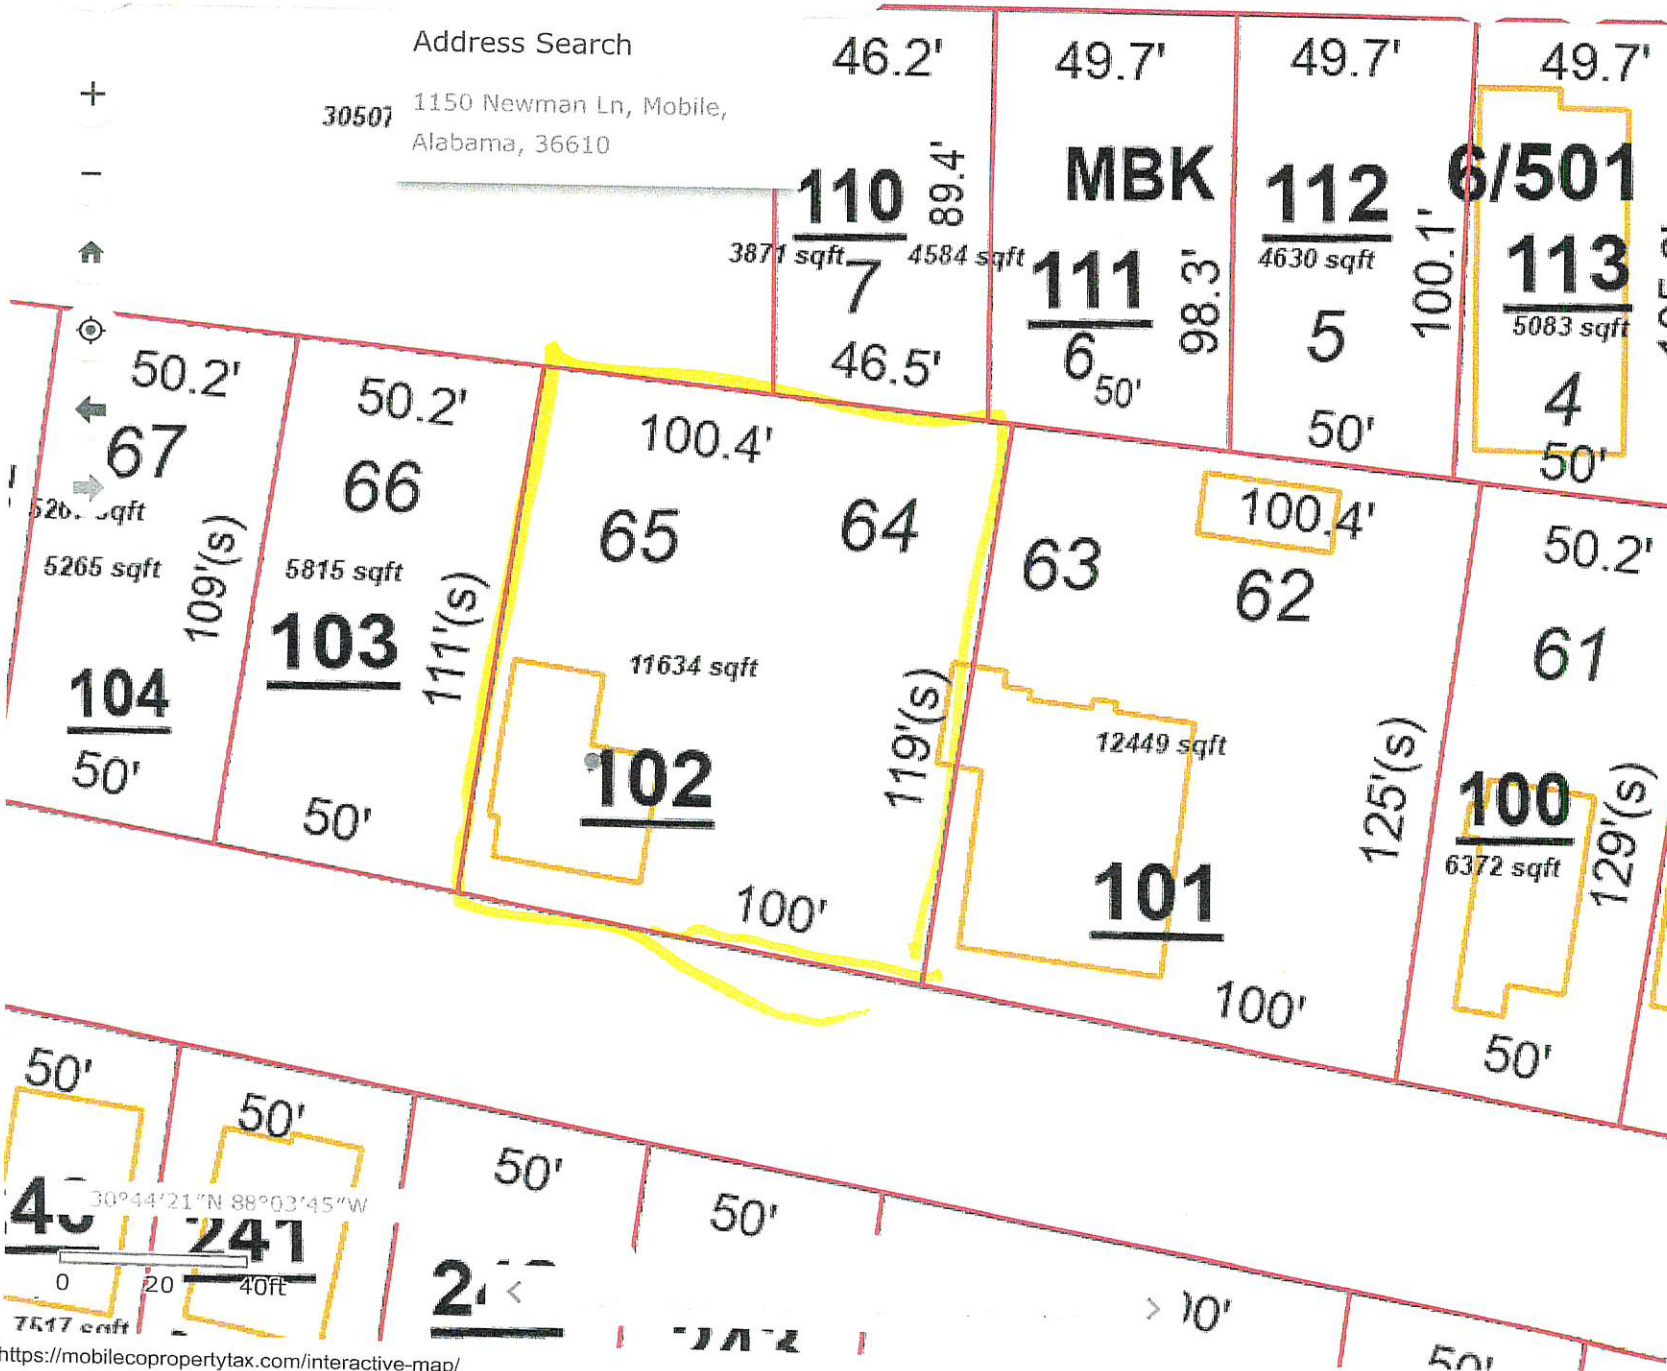 Address Search
1150 Newman Ln, Mobile,
Alabama, 36610
30507
46.2'
49.7'
49.7'
49.7'
110
89.4'
MBK
112
6/501
3871 sqft
4584 sqft
7
111
98.3'
4630 sqft
100.1'
113
5083 sqft
46.5'
6
50'
5
50'
4
50'
50.2'
67
5265 sqft
109'(s)
104
50'
50.2'
66
5815 sqft
103
111'(s)
50'
100.4'
65
64
11634 sqft
102
119'(s)
100'
100.4'
63
62
12449 sqft
101
125'(s)
100'
50.2'
61
100
6372 sqft
129'(s)
50'
50'
50'
50'
50'
30°44'21"N 88°03'45"W
241
0 20 40ft
7517 sqft
https://mobilecopropertytax.com/interactive-map/